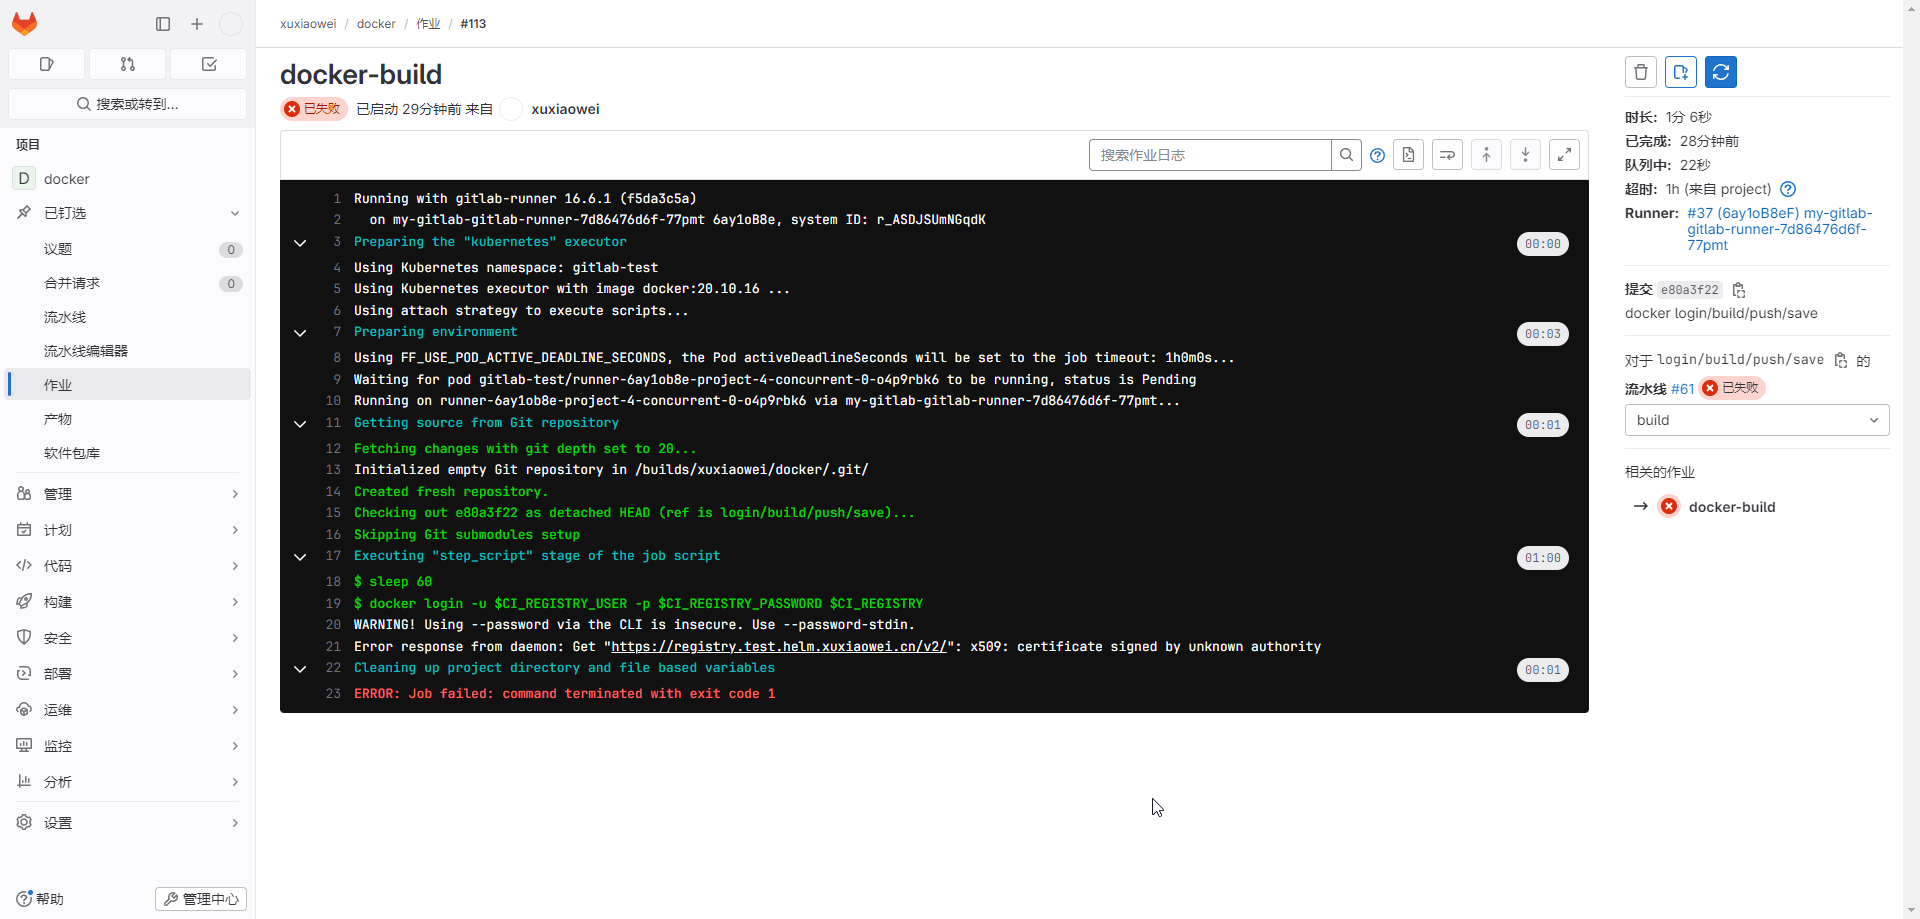 搜索或转到...
项目
D docker
已钉选
议题 0
合并请求 0
流水线
流水线编辑器
作业
产物
软件包库
管理
计划
代码
构建
安全
部署
运维
监控
分析
设置
帮助
管理中心
xuxiaowei / docker / 作业 / #113
docker-build
已失败 已启动 29分钟前 来自 xuxiaowei
搜索作业日志
1 Running with gitlab-runner 16.6.1 (f5da3c5a)
2 on my-gitlab-gitlab-runner-7d86476d6f-77pmt 6ay1oB8e, system ID: r_ASDJSUmNGqdK
3 Preparing the "kubernetes" executor 00:00
4 Using Kubernetes namespace: gitlab-test
5 Using Kubernetes executor with image docker:20.10.16 ...
6 Using attach strategy to execute scripts...
7 Preparing environment 00:03
8 Using FF_USE_POD_ACTIVE_DEADLINE_SECONDS, the Pod activeDeadlineSeconds will be set to the job timeout: 1h0m0s...
9 Waiting for pod gitlab-test/runner-6ay1ob8e-project-4-concurrent-0-o4p9rbk6 to be running, status is Pending
10 Running on runner-6ay1ob8e-project-4-concurrent-0-o4p9rbk6 via my-gitlab-gitlab-runner-7d86476d6f-77pmt...
11 Getting source from Git repository 00:01
12 Fetching changes with git depth set to 20...
13 Initialized empty Git repository in /builds/xuxiaowei/docker/.git/
14 Created fresh repository.
15 Checking out e80a3f22 as detached HEAD (ref is login/build/push/save)...
16 Skipping Git submodules setup
17 Executing "step_script" stage of the job script 01:00
18 $ sleep 60
19 $ docker login -u $CI_REGISTRY_USER -p $CI_REGISTRY_PASSWORD $CI_REGISTRY
20 WARNING! Using --password via the CLI is insecure. Use --password-stdin.
21 Error response from daemon: Get "https://registry.test.helm.xuxiaowei.cn/v2/": x509: certificate signed by unknown authority
22 Cleaning up project directory and file based variables 00:01
23 ERROR: Job failed: command terminated with exit code 1
时长: 1分 6秒
已完成: 28分钟前
队列中: 22秒
超时: 1h (来自 project)
Runner: #37 (6ay1oB8eF) my-gitlab-
gitlab-runner-7d86476d6f-
77pmt
提交 e80a3f22
docker login/build/push/save
对于 login/build/push/save 的
流水线 #61 已失败
build
相关的作业
docker-build